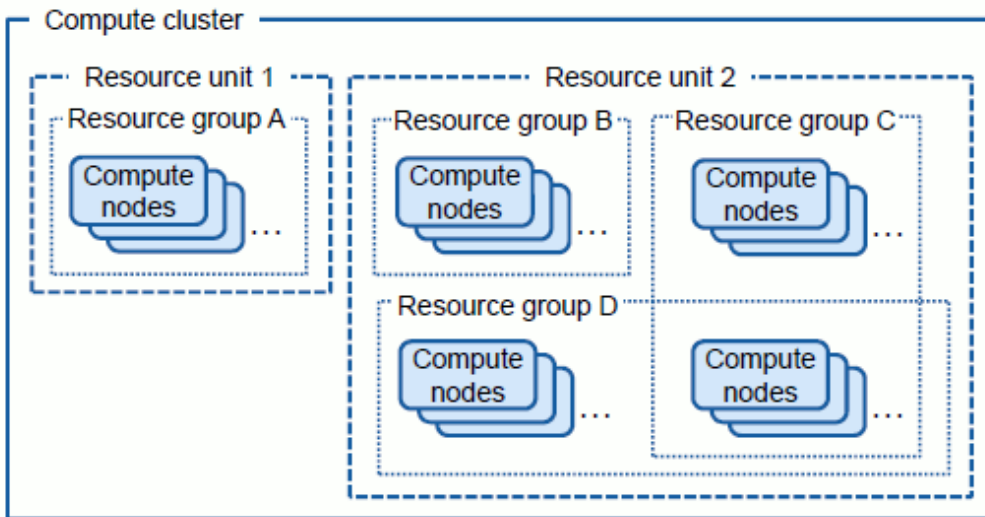 Compute cluster
Resource unit 1
Resource unit 2
Resource group A
Resource group B
Resource group C
Compute
nodes
...
Compute
nodes
...
Compute
nodes
...
Resource group D
Compute
nodes
...
Compute
nodes
...